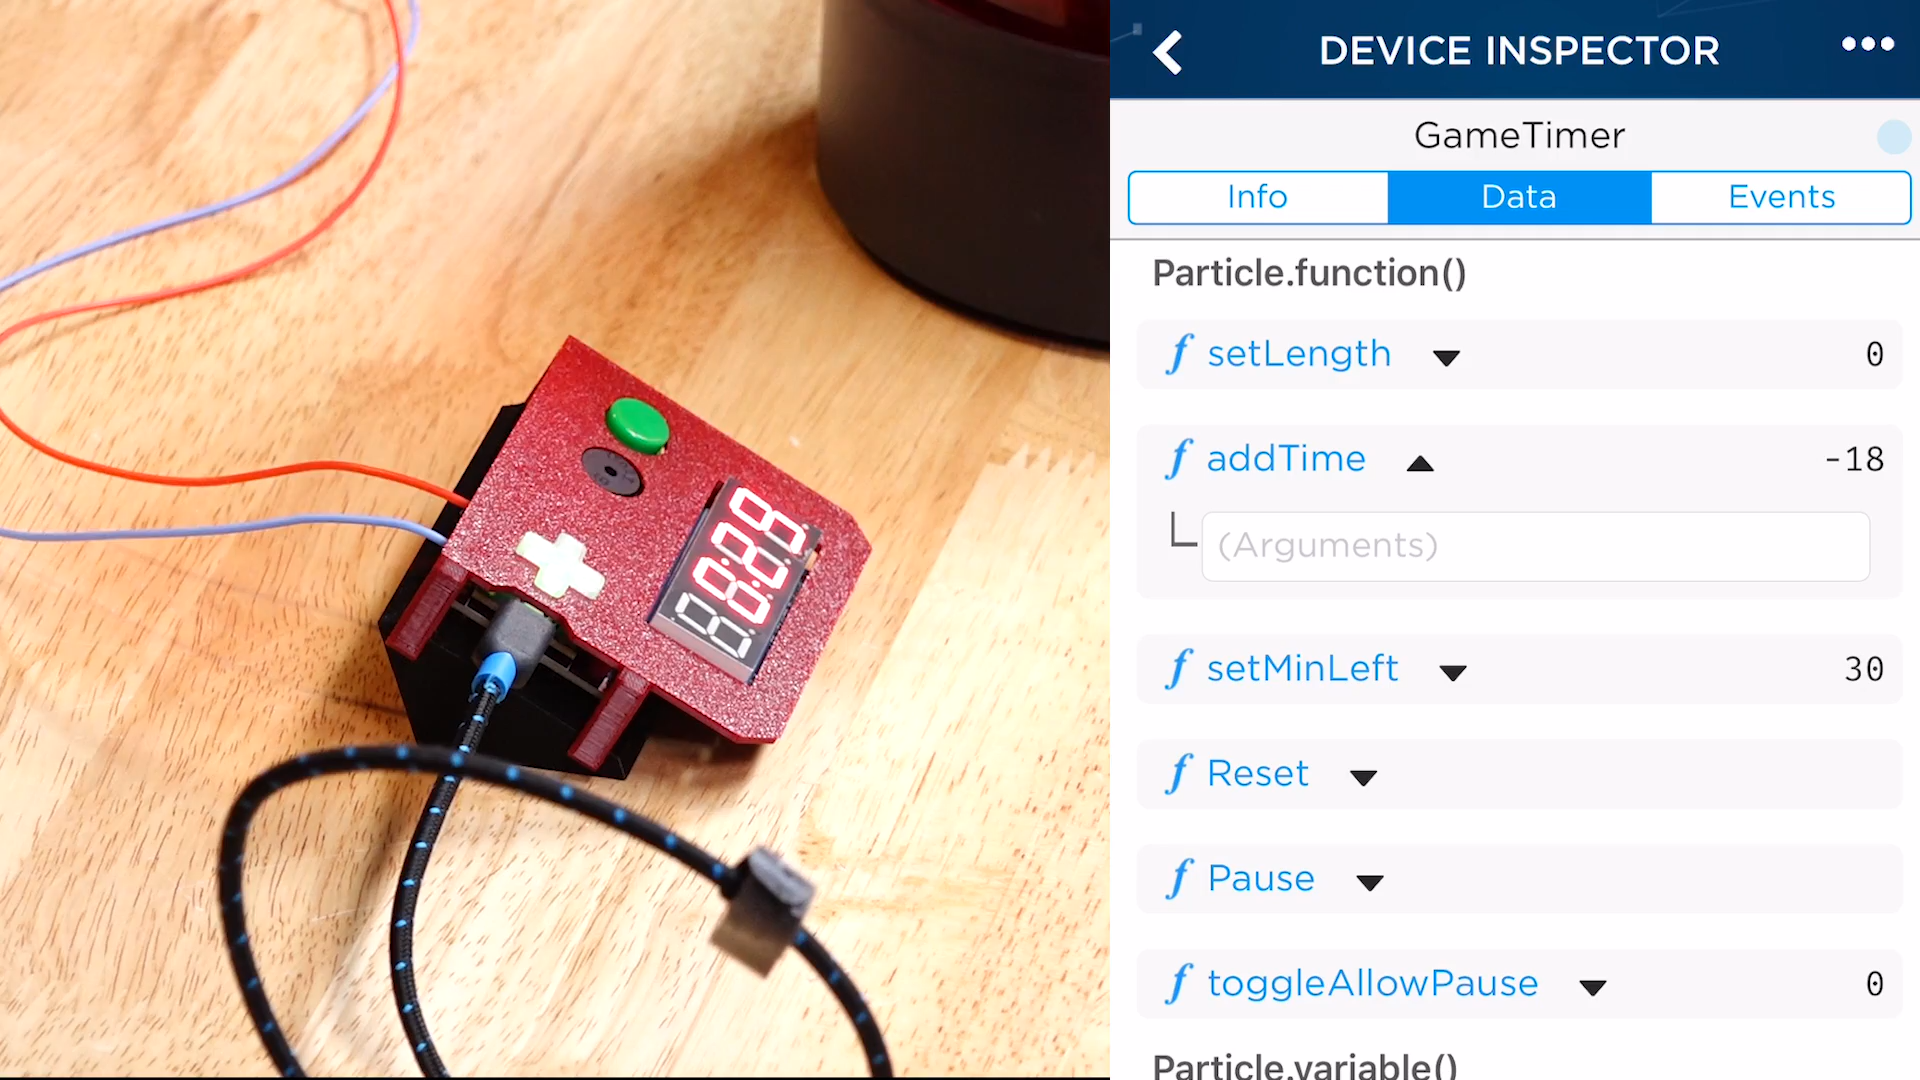 DEVICE INSPECTOR
GameTimer
Info Data Events
Particle.function()
f setLength 0
f addTime -18
(Arguments)
f setMinLeft 30
f Reset
f Pause
f toggleAllowPause 0
Particle.variable()